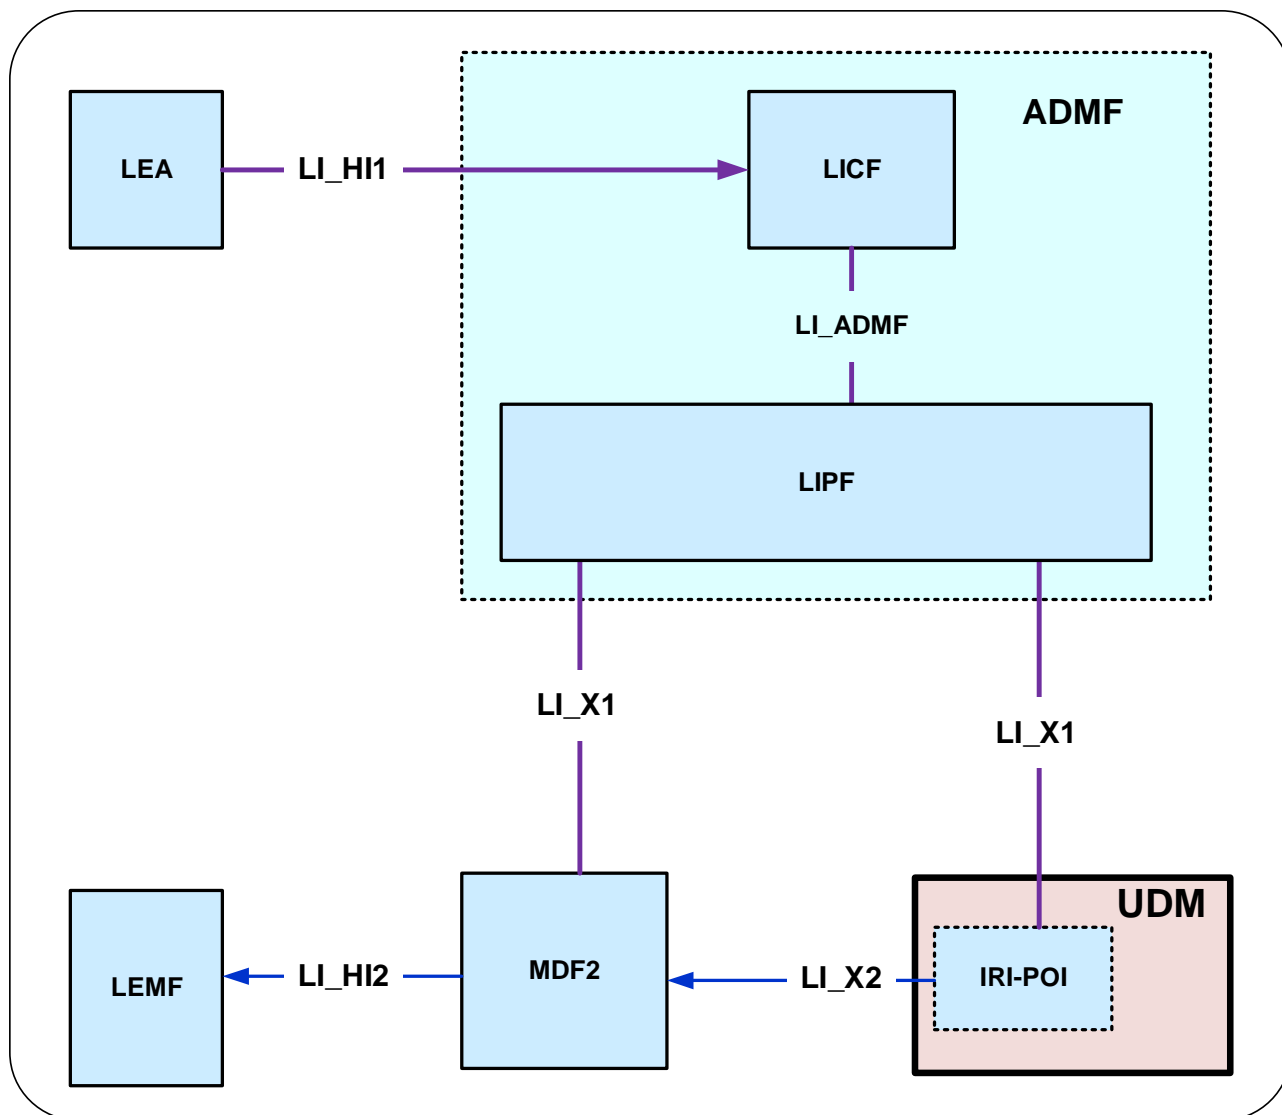 ADMF
LEA
LI_HI1
LICF
LI_ADMF
LIPF
LI_X1
LI_X1
UDM
LEMF
LI_HI2
MDF2
LI_X2
IRI-POI